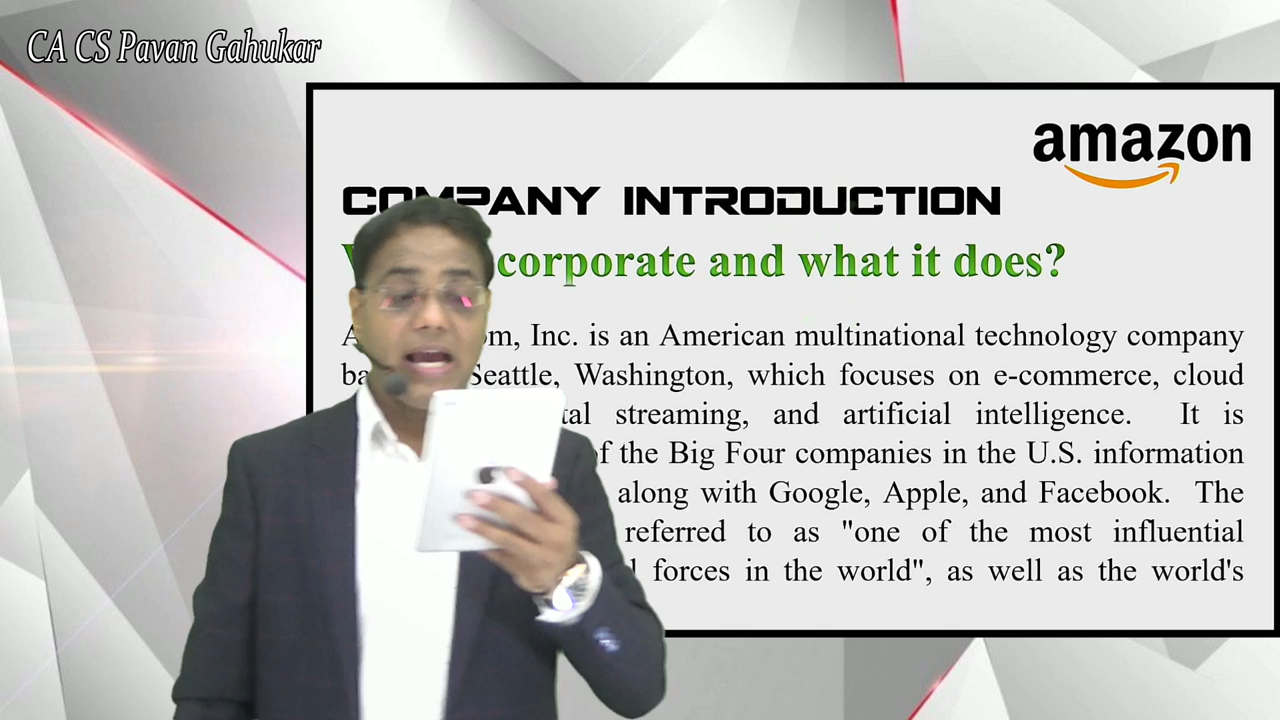 CA CS Pavan Gahukar
amazon
COMPANY INTRODUCTION
corporate and what it does?
Inc. is an American multinational technology company
Seattle, Washington, which focuses on e-commerce, cloud
streaming, and artificial intelligence. It is
of the Big Four companies in the U.S. information
along with Google, Apple, and Facebook. The
referred to as "one of the most influential
forces in the world", as well as the world's